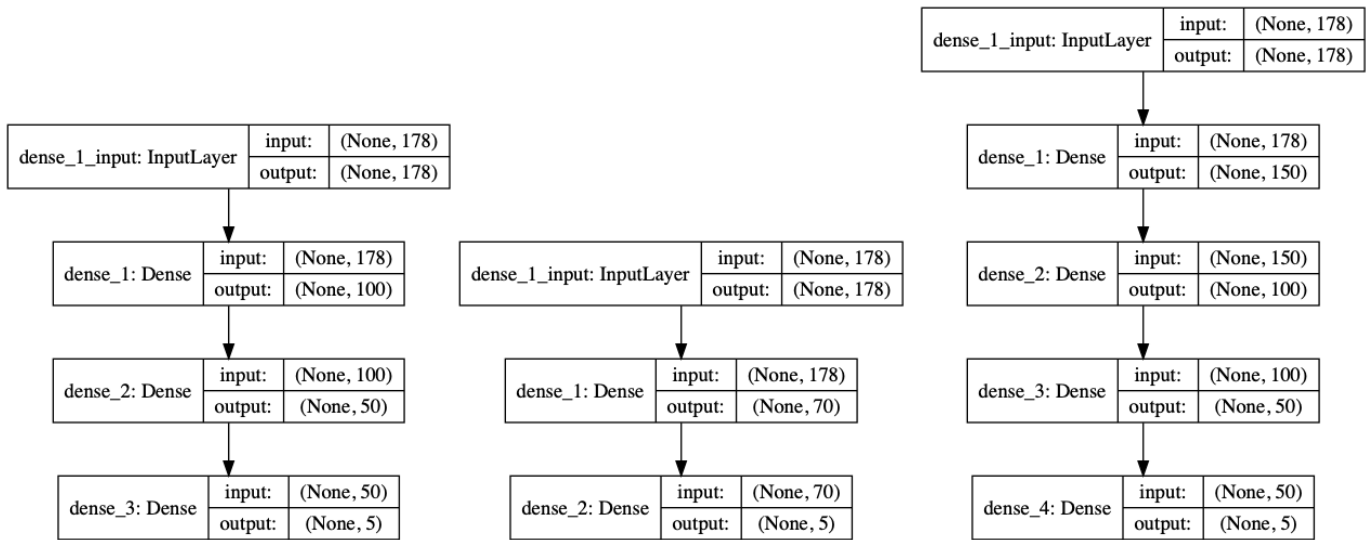 dense_1_input: InputLayer
input: (None, 178)
output: (None, 178)
dense_1: Dense
input: (None, 178)
output: (None, 100)
dense_2: Dense
input: (None, 100)
output: (None, 50)
dense_3: Dense
input: (None, 50)
output: (None, 5)
dense_1_input: InputLayer
input: (None, 178)
output: (None, 178)
dense_1: Dense
input: (None, 178)
output: (None, 70)
dense_2: Dense
input: (None, 70)
output: (None, 5)
dense_1_input: InputLayer
input: (None, 178)
output: (None, 178)
dense_1: Dense
input: (None, 178)
output: (None, 150)
dense_2: Dense
input: (None, 150)
output: (None, 100)
dense_3: Dense
input: (None, 100)
output: (None, 50)
dense_4: Dense
input: (None, 50)
output: (None, 5)